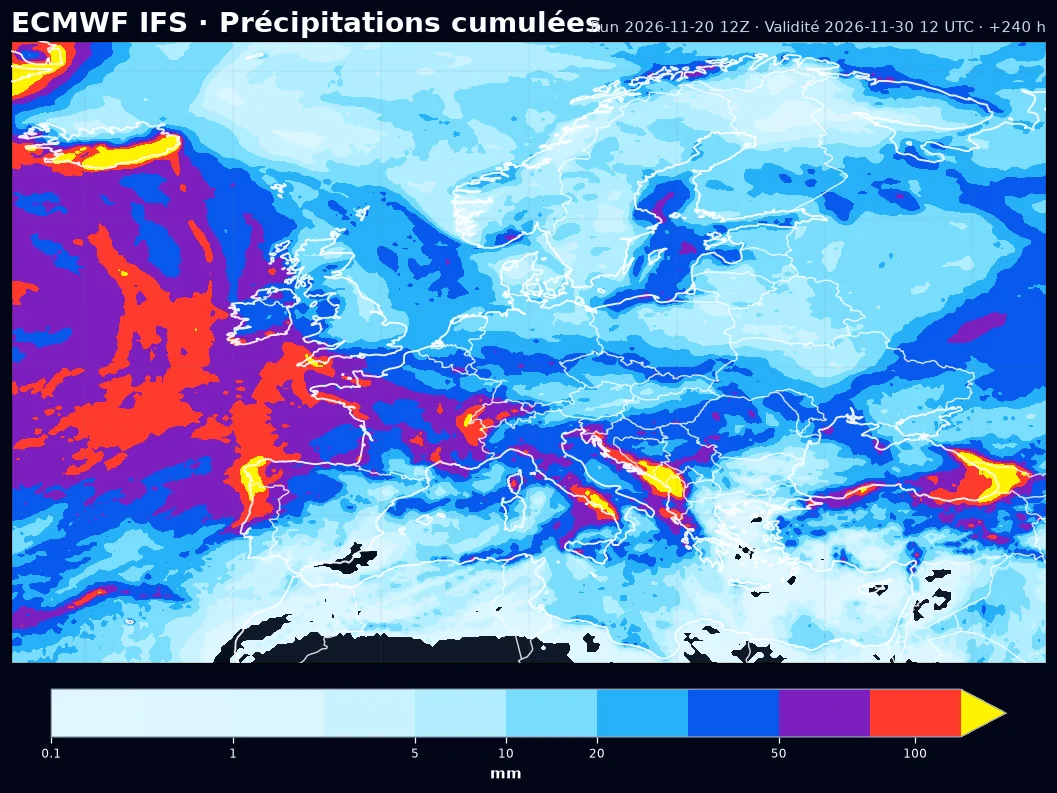 ECMWF IFS · Précipitations cumulées
Run 2026-11-20 12Z · Validité 2026-11-30 12 UTC · +240 h
0.1 1 5 10 20 50 100
mm